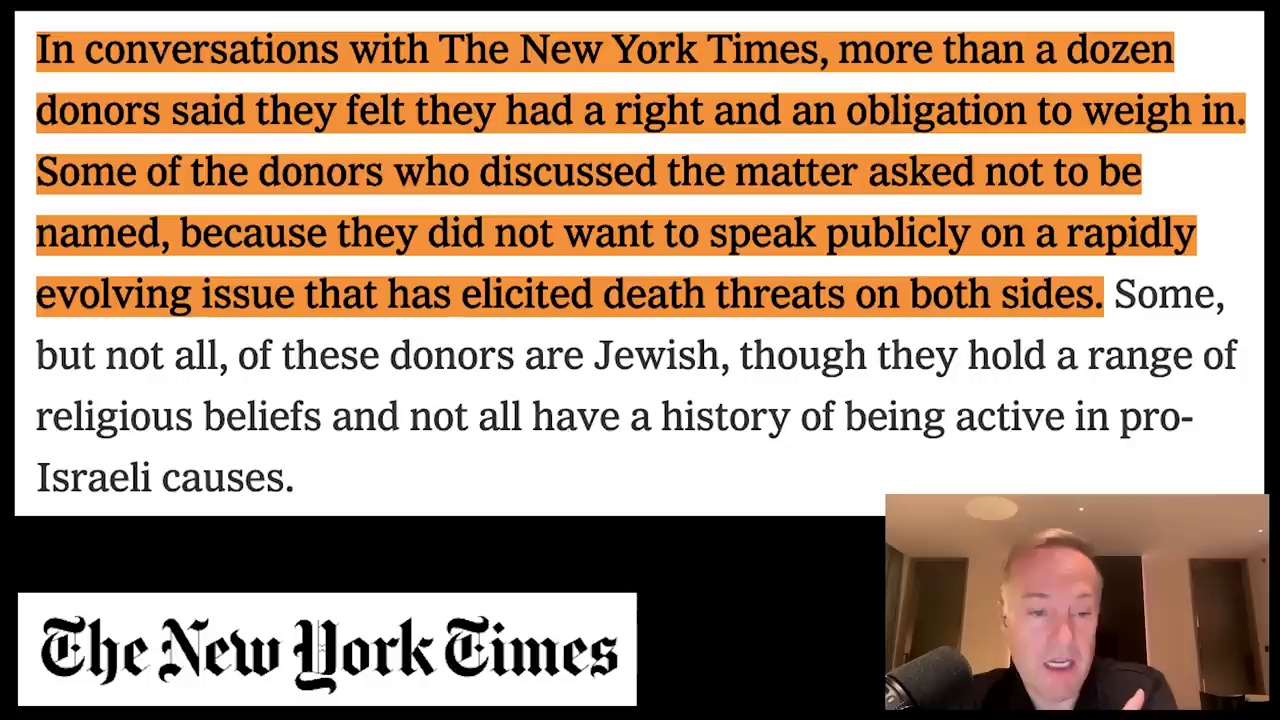 In conversations with The New York Times, more than a dozen
donors said they felt they had a right and an obligation to weigh in.
Some of the donors who discussed the matter asked not to be
named, because they did not want to speak publicly on a rapidly
evolving issue that has elicited death threats on both sides. Some,
but not all, of these donors are Jewish, though they hold a range of
religious beliefs and not all have a history of being active in pro-
Israeli causes.
The New York Times